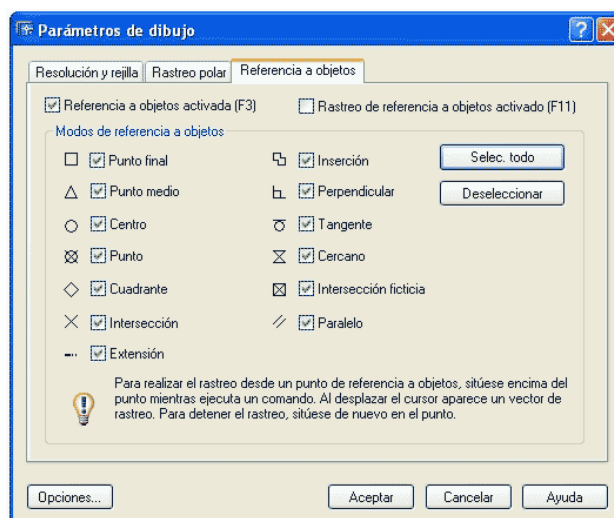 Parámetros de dibujo
Resolución y rejilla Rastreo polar Referencia a objetos
Referencia a objetos activada (F3) Rastreo de referencia a objetos activado (F11)
Modos de referencia a objetos
Punto final Inserción Selec. todo
Punto medio Perpendicular Deseleccionar
Centro Tangente
Punto Cercano
Cuadrante Intersección ficticia
Intersección Paralelo
Extensión
Para realizar el rastreo desde un punto de referencia a objetos, sitúese encima del
punto mientras ejecuta un comando. Al desplazar el cursor aparece un vector de
rastreo. Para detener el rastreo, sitúese de nuevo en el punto.
Opciones... Aceptar Cancelar Ayuda